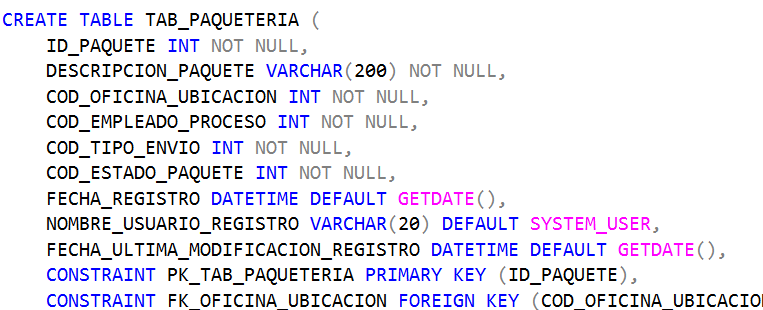 CREATE TABLE TAB_PAQUETERIA (
ID_PAQUETE INT NOT NULL,
DESCRIPCION_PAQUETE VARCHAR(200) NOT NULL,
COD_OFICINA_UBICACION INT NOT NULL,
COD_EMPLEADO_PROCESO INT NOT NULL,
COD_TIPO_ENVIO INT NOT NULL,
COD_ESTADO_PAQUETE INT NOT NULL,
FECHA_REGISTRO DATETIME DEFAULT GETDATE(),
NOMBRE_USUARIO_REGISTRO VARCHAR(20) DEFAULT SYSTEM_USER,
FECHA_ULTIMA_MODIFICACION_REGISTRO DATETIME DEFAULT GETDATE(),
CONSTRAINT PK_TAB_PAQUETERIA PRIMARY KEY (ID_PAQUETE),
CONSTRAINT FK_OFICINA_UBICACION FOREIGN KEY (COD_OFICINA_UBICACIO